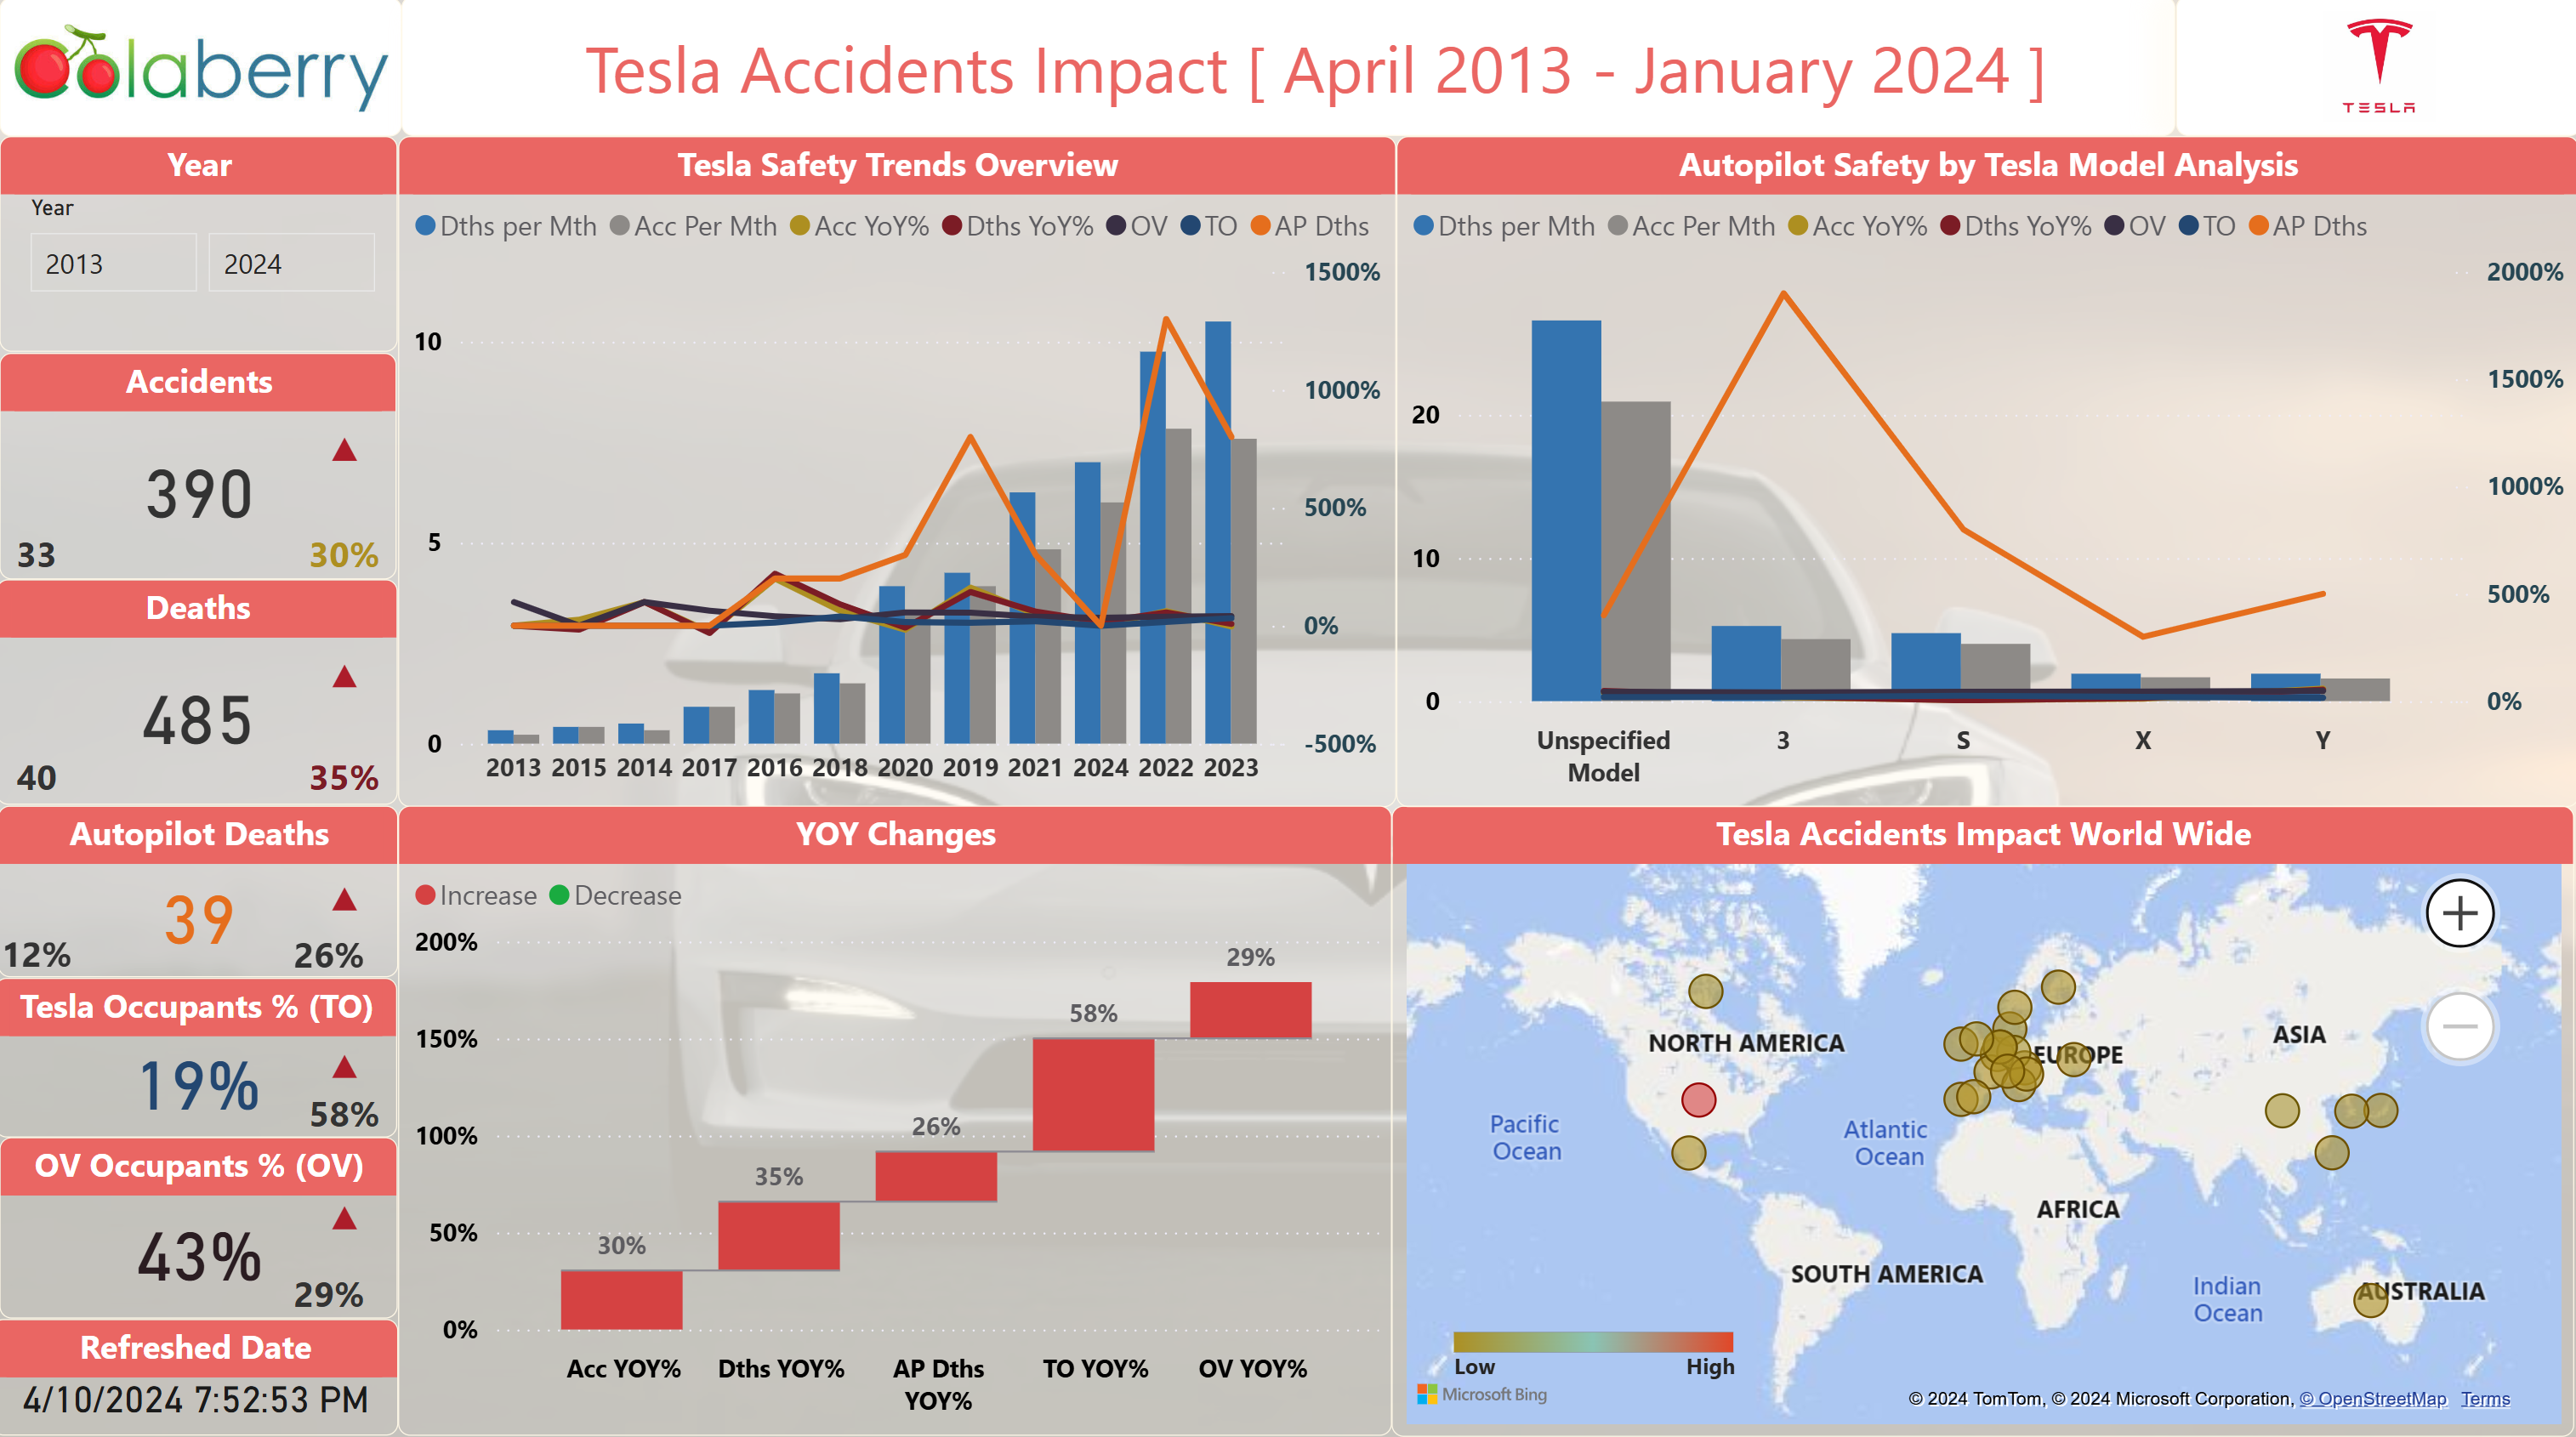 Colaberry
Tesla Accidents Impact [ April 2013 - January 2024 ]
TESLA
Year
Year
2013 2024
Accidents
390
33 30%
Deaths
485
40 35%
Autopilot Deaths
39
12% 26%
Tesla Occupants % (TO)
19%
58%
OV Occupants % (OV)
43%
29%
Refreshed Date
4/10/2024 7:52:53 PM
Tesla Safety Trends Overview
Dths per Mth Acc Per Mth Acc YoY% Dths YoY% OV TO AP Dths
1500%
10
1000%
500%
5
0%
0 -500%
2013 2015 2014 2017 2016 2018 2020 2019 2021 2024 2022 2023
Autopilot Safety by Tesla Model Analysis
Dths per Mth Acc Per Mth Acc YoY% Dths YoY% OV TO AP Dths
2000%
1500%
20
1000%
10
500%
0 0%
Unspecified 3 S X Y
Model
YOY Changes
Increase Decrease
200%
29%
58%
150%
26%
100%
35%
50%
30%
0%
Acc YOY% Dths YOY% AP Dths TO YOY% OV YOY%
YOY%
Tesla Accidents Impact World Wide
NORTH AMERICA
EUROPE
ASIA
Pacific
Ocean
Atlantic
Ocean
AFRICA
SOUTH AMERICA
Indian
Ocean
AUSTRALIA
Low High
Microsoft Bing
© 2024 TomTom, © 2024 Microsoft Corporation, © OpenStreetMap Terms